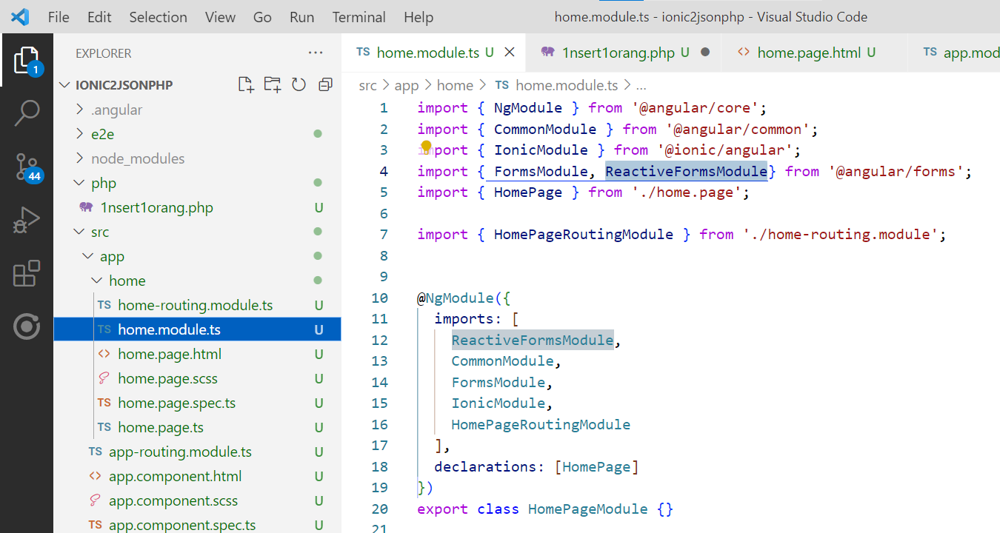 File Edit Selection View Go Run Terminal Help home.module.ts - ionic2jsonphp - Visual Studio Code
EXPLORER ...
TS home.module.ts U 1nsert1orang.php U home.page.html U TS app.mod
IONIC2JSONPHP
src > app > home > TS home.module.ts > ...
1
44
.angular
e2e
node_modules
php
1nsert1orang.php U
src
app
home
TS home-routing.module.ts U
TS home.module.ts U
home.page.html U
home.page.scss U
TS home.page.spec.ts U
TS home.page.ts U
TS app-routing.module.ts U
app.component.html U
app.component.scss U
TS app.component.spec.ts U
1 import { NgModule } from '@angular/core';
2 import { CommonModule } from '@angular/common';
3 import { IonicModule } from '@ionic/angular';
4 import { FormsModule, ReactiveFormsModule} from '@angular/forms';
5 import { HomePage } from './home.page';
6
7 import { HomePageRoutingModule } from './home-routing.module';
8
9
10 @NgModule({
11 imports: [
12 ReactiveFormsModule,
13 CommonModule,
14 FormsModule,
15 IonicModule,
16 HomePageRoutingModule
17 ],
18 declarations: [HomePage]
19 })
20 export class HomePageModule {}
21